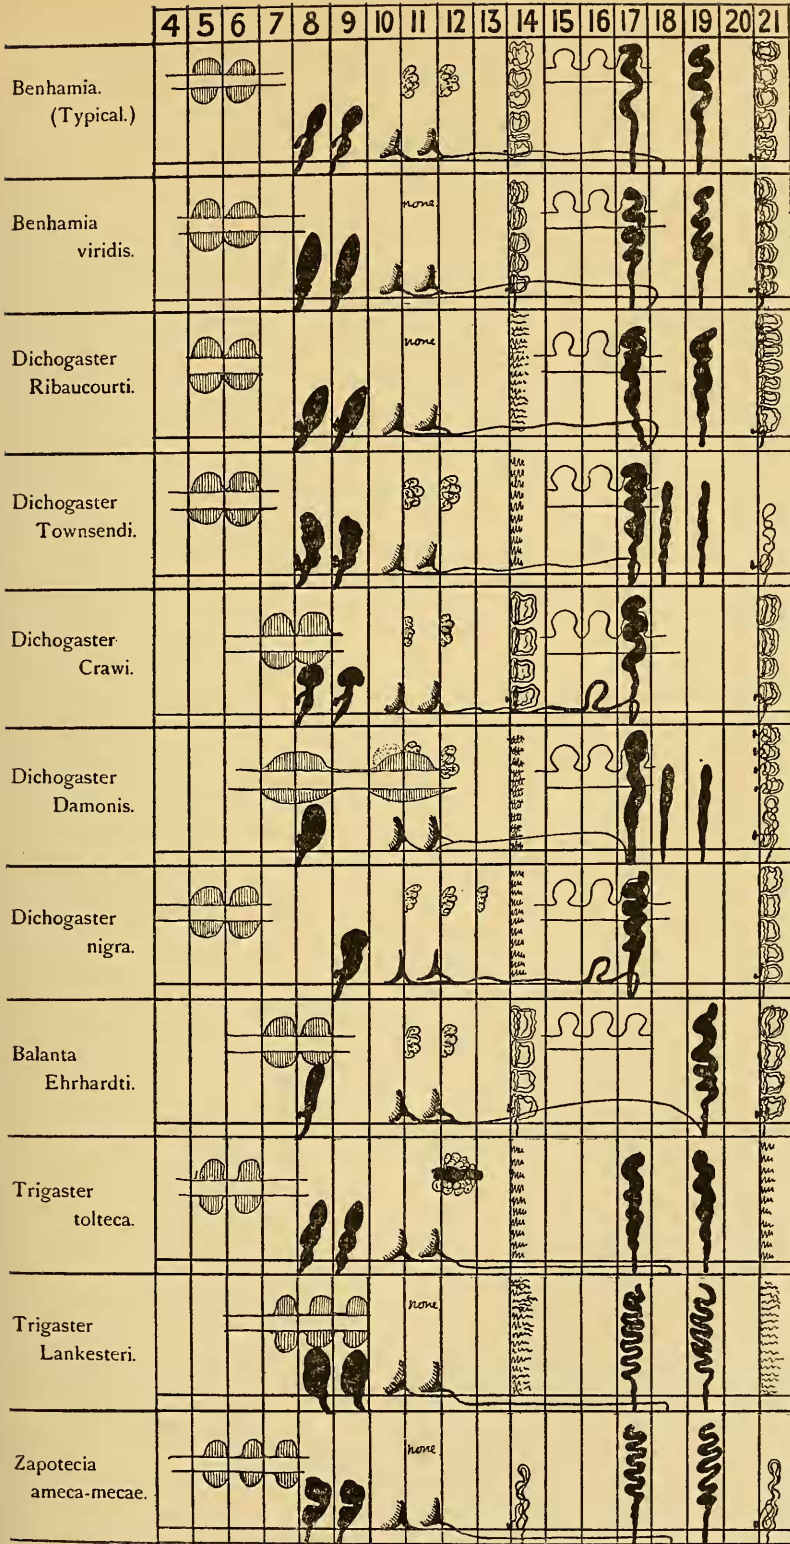 4 5 6 7 8 9 10 11 12 13 14 15 16 17 18 19 20 21
Benhamia.
(Typical.)
Benhamia
viridis.
none
Dichogaster
Ribaucourti.
none
Dichogaster
Townsendi.
Dichogaster
Crawi.
Dichogaster
Damonis.
Dichogaster
nigra.
Balanta
Ehrhardti.
Trigaster
tolteca.
Trigaster
Lankesteri.
none
Zapotecia
ameca-mecae.
none